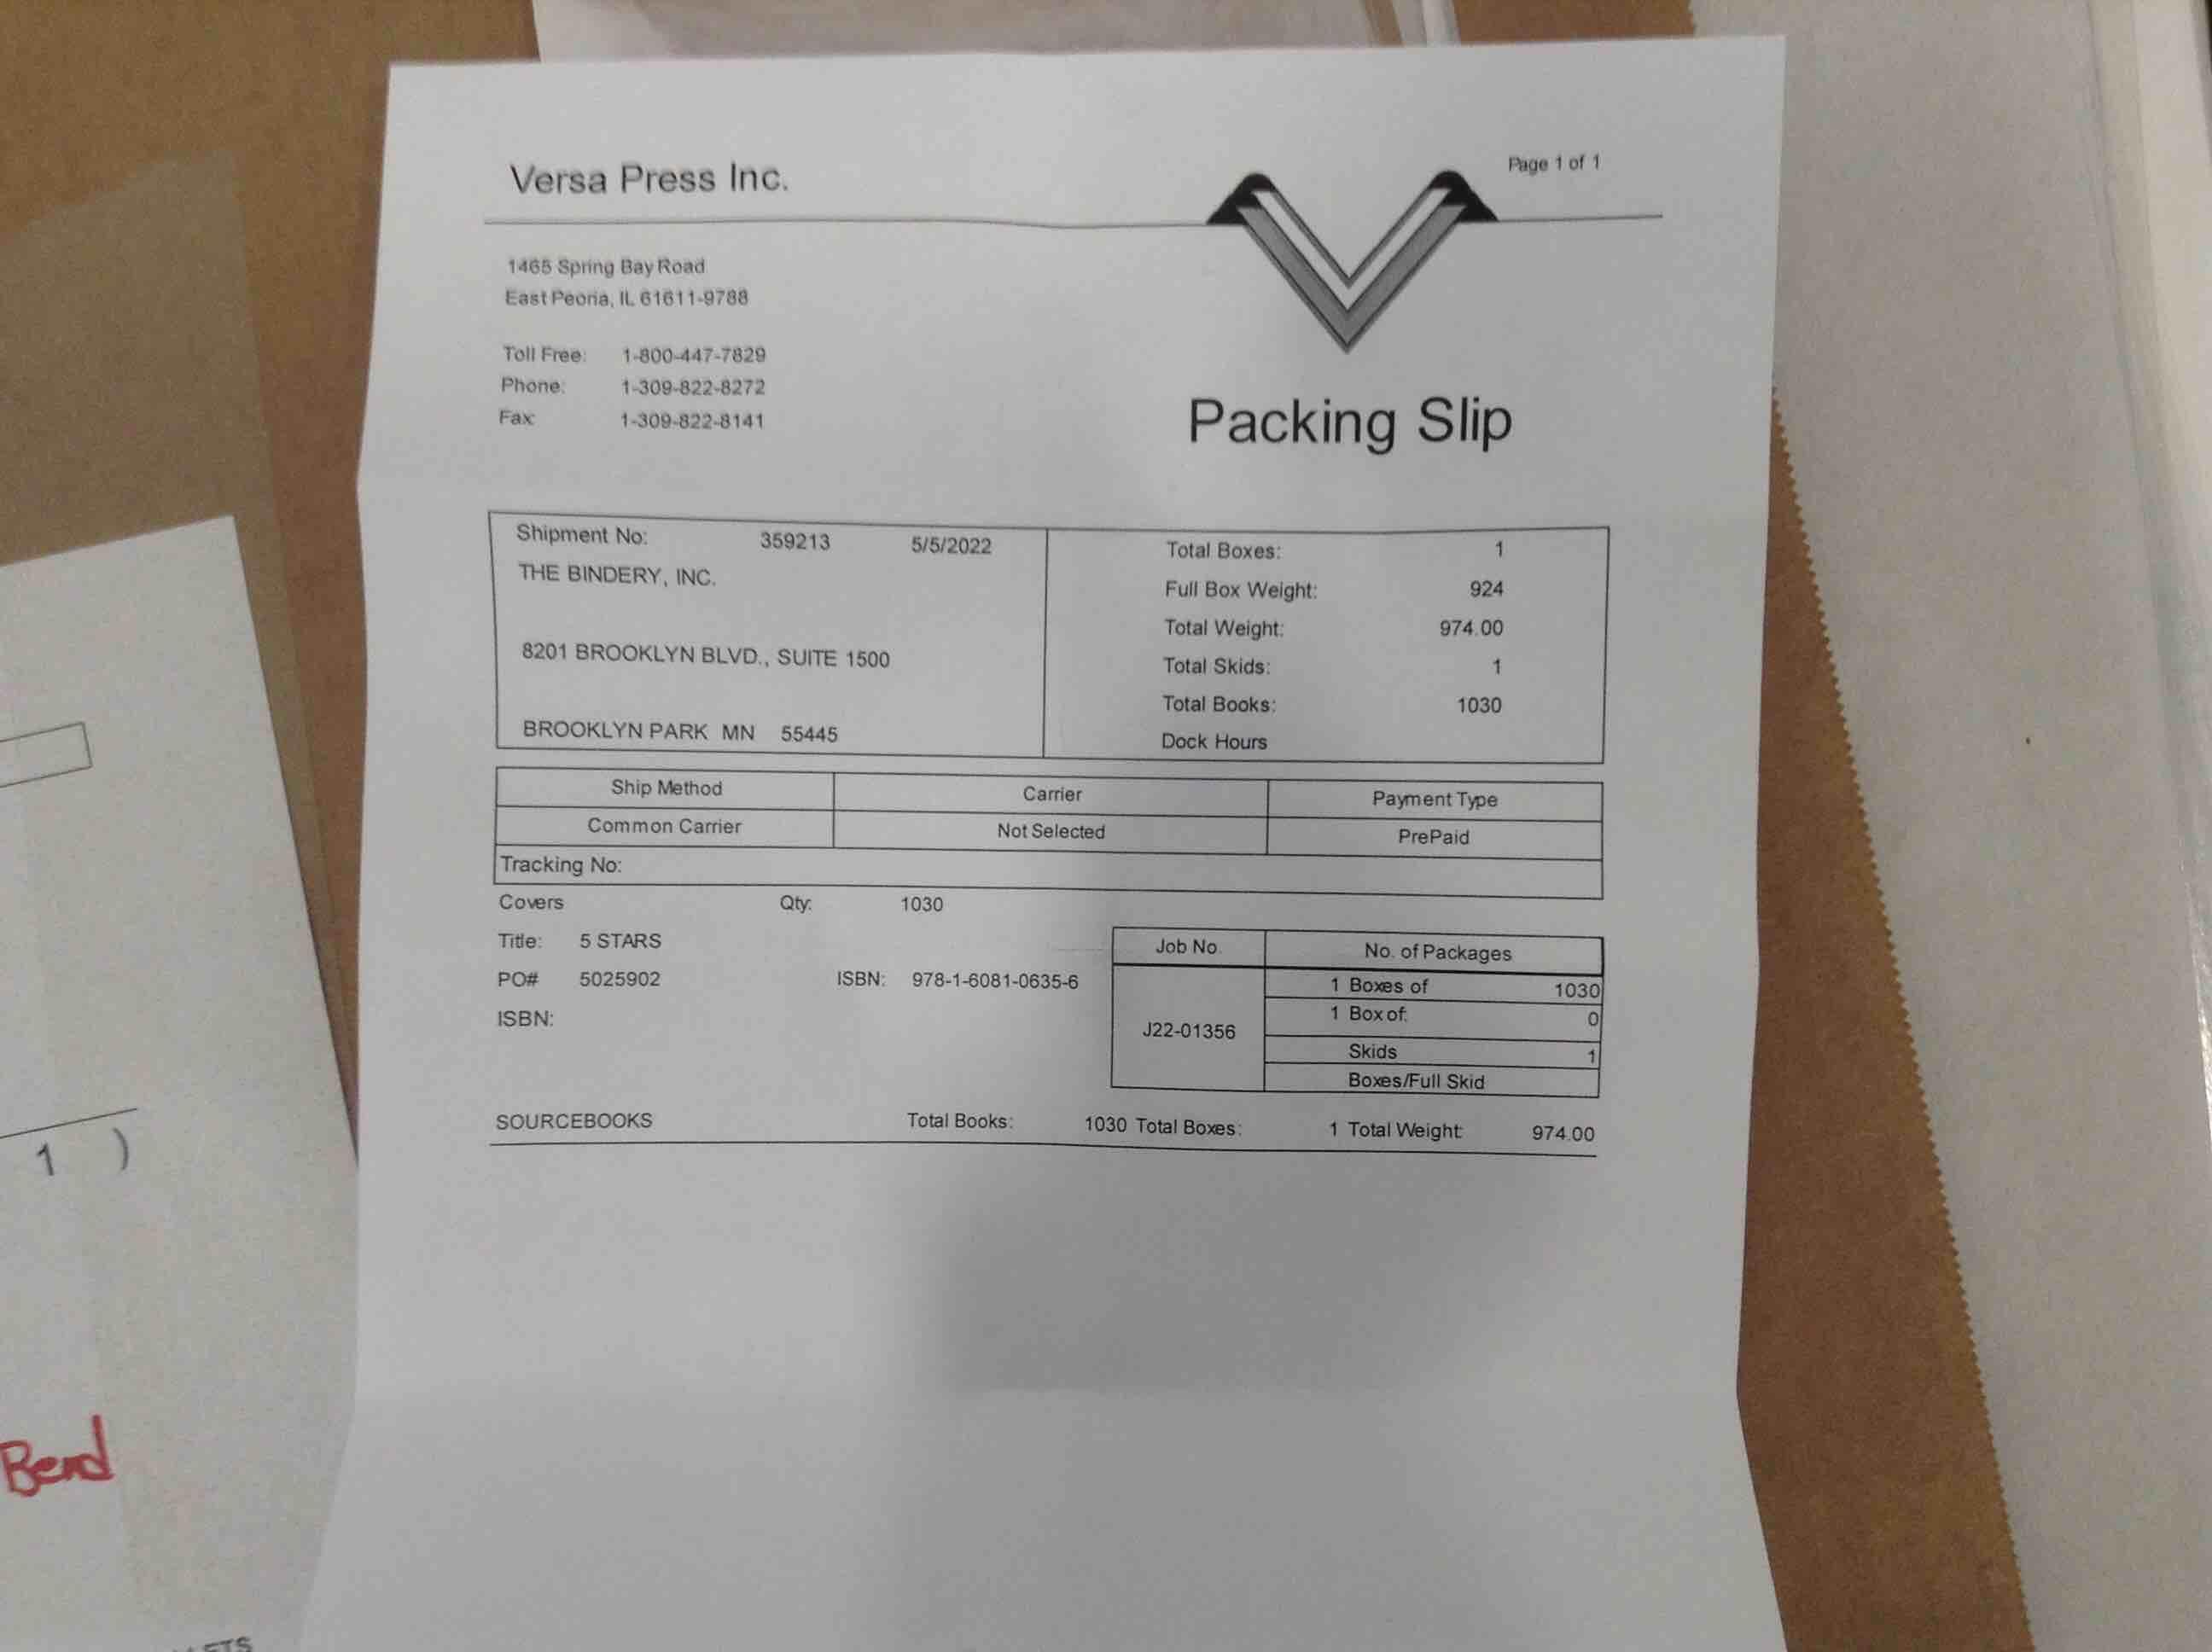 Versa Press Inc.
Page 1 of 1
1465 Spring Bay Road
East Peoria, IL 61611-9788
Toll Free: 1-800-447-7829
Phone: 1-309-822-8272
Fax: 1-309-822-8141
Packing Slip
Shipment No: 359213 5/5/2022
THE BINDERY, INC.
8201 BROOKLYN BLVD., SUITE 1500
BROOKLYN PARK MN 55445
Total Boxes: 1
Full Box Weight: 924
Total Weight: 974.00
Total Skids: 1
Total Books: 1030
Dock Hours
Ship Method Carrier Payment Type
Common Carrier Not Selected PrePaid
Tracking No:
Covers Qty: 1030
Title: 5 STARS
PO# 5025902 ISBN: 978-1-6081-0635-6
ISBN:
Job No. No. of Packages
J22-01356
1 Boxes of 1030
1 Box of: 0
Skids 1
Boxes/Full Skid
SOURCEBOOKS Total Books: 1030 Total Boxes: 1 Total Weight: 974.00
1 )
Bend